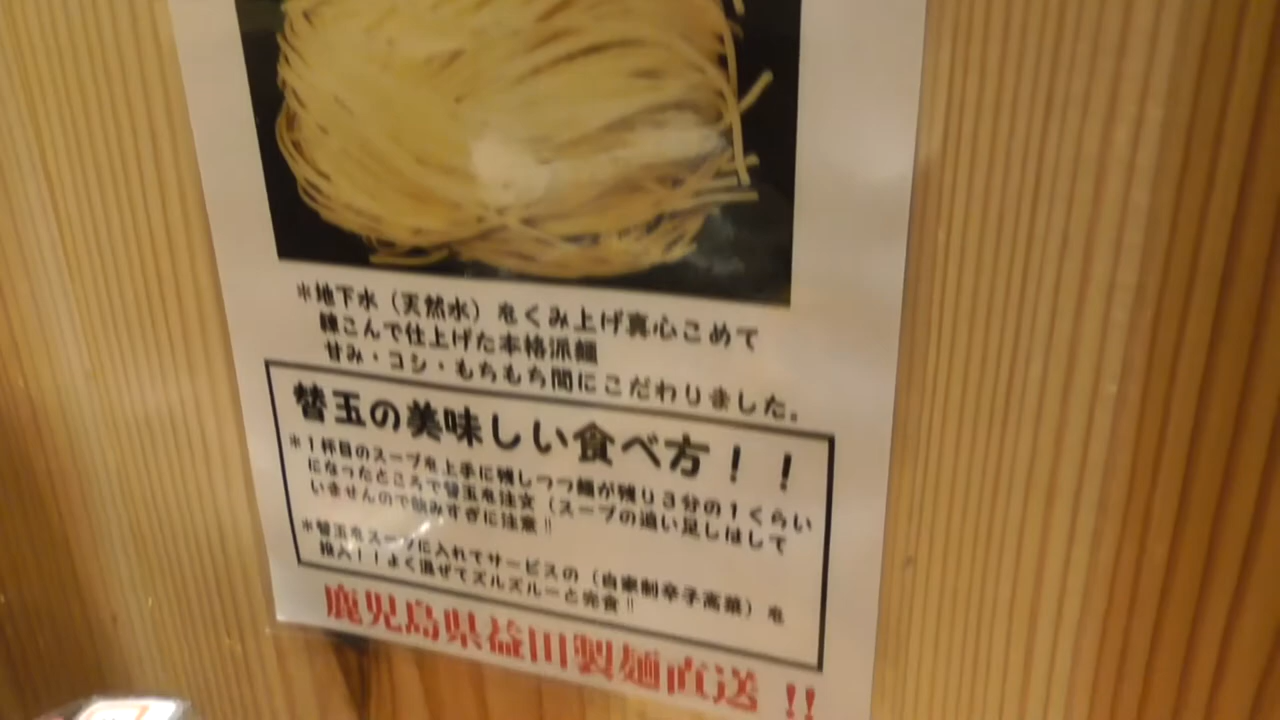 ※地下水(天然水)をくみ上げ真心こめて
練こんで仕上げた本格派麺
甘み・コシ・もちもち間にこだわりました。
替玉の美味しい食べ方!!
※1杯目のスープを上手に残しつつ麺が残り3分の1くらい
になったところで替玉を注文(スープの追い足しはして
いませんので飲みすぎに注意!!
※替玉をスープに入れてサービスの(自家制辛子高菜)を
投入!!よく混ぜてズルズルーと完食!!
鹿児島県益田製麺直送!!